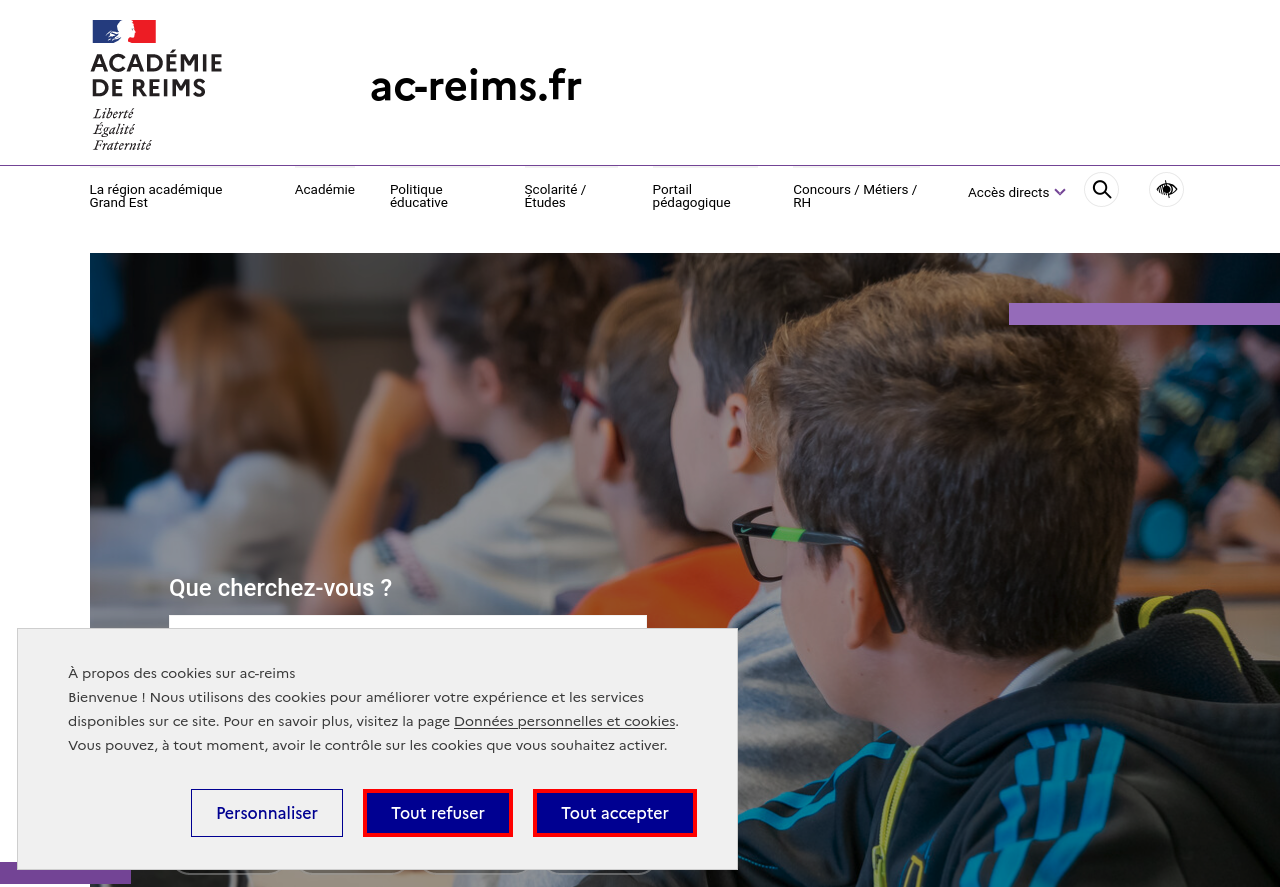 ACADÉMIE
DE REIMS
Liberté
Égalité
Fraternité
ac-reims.fr
La région académique
Grand Est
Académie
Politique
éducative
Scolarité /
Études
Portail
pédagogique
Concours / Métiers /
RH
Accès directs
Que cherchez-vous ?
À propos des cookies sur ac-reims
Bienvenue ! Nous utilisons des cookies pour améliorer votre expérience et les services
disponibles sur ce site. Pour en savoir plus, visitez la page Données personnelles et cookies.
Vous pouvez, à tout moment, avoir le contrôle sur les cookies que vous souhaitez activer.
Personnaliser
Tout refuser
Tout accepter